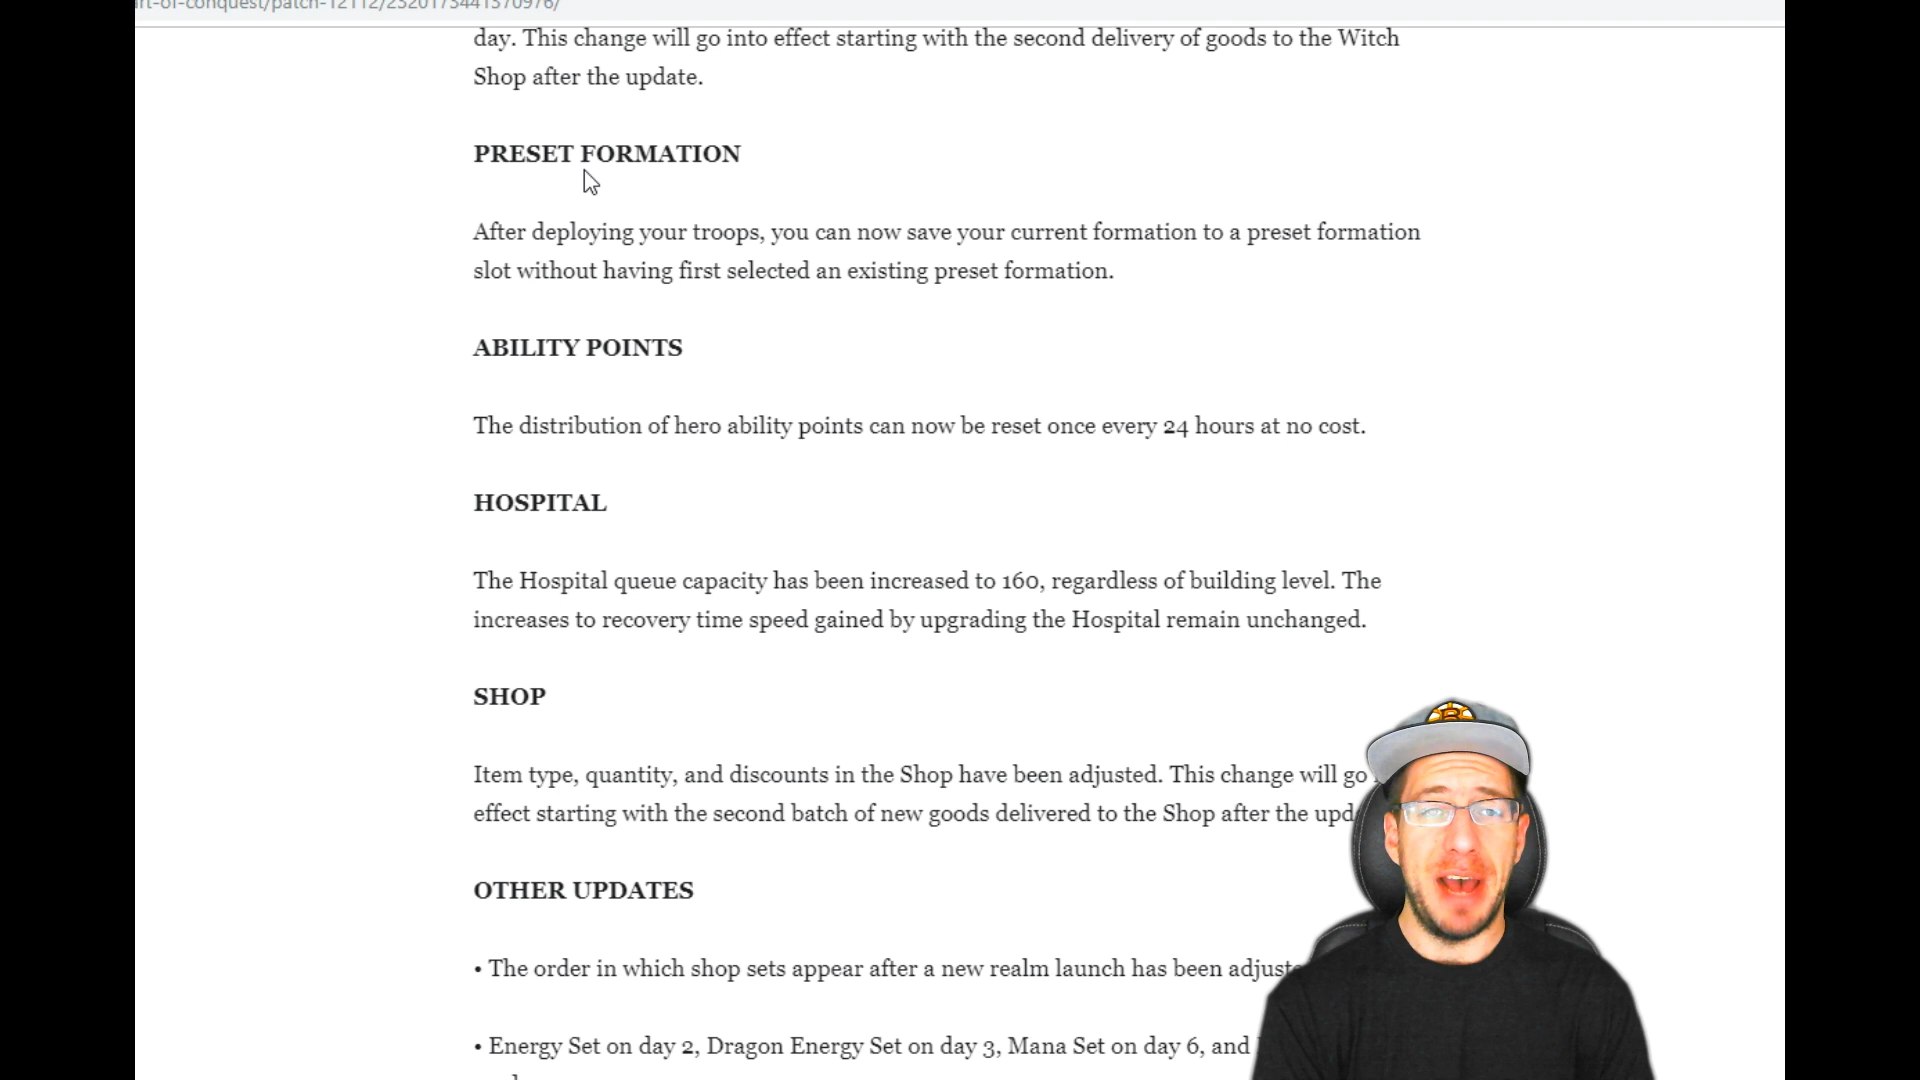 rt-of-conquest/patch-12112/2320173441370976/
day. This change will go into effect starting with the second delivery of goods to the Witch
Shop after the update.
PRESET FORMATION
After deploying your troops, you can now save your current formation to a preset formation
slot without having first selected an existing preset formation.
ABILITY POINTS
The distribution of hero ability points can now be reset once every 24 hours at no cost.
HOSPITAL
The Hospital queue capacity has been increased to 160, regardless of building level. The
increases to recovery time speed gained by upgrading the Hospital remain unchanged.
SHOP
Item type, quantity, and discounts in the Shop have been adjusted. This change will go
effect starting with the second batch of new goods delivered to the Shop after the upd
OTHER UPDATES
• The order in which shop sets appear after a new realm launch has been adjust
• Energy Set on day 2, Dragon Energy Set on day 3, Mana Set on day 6, and
B